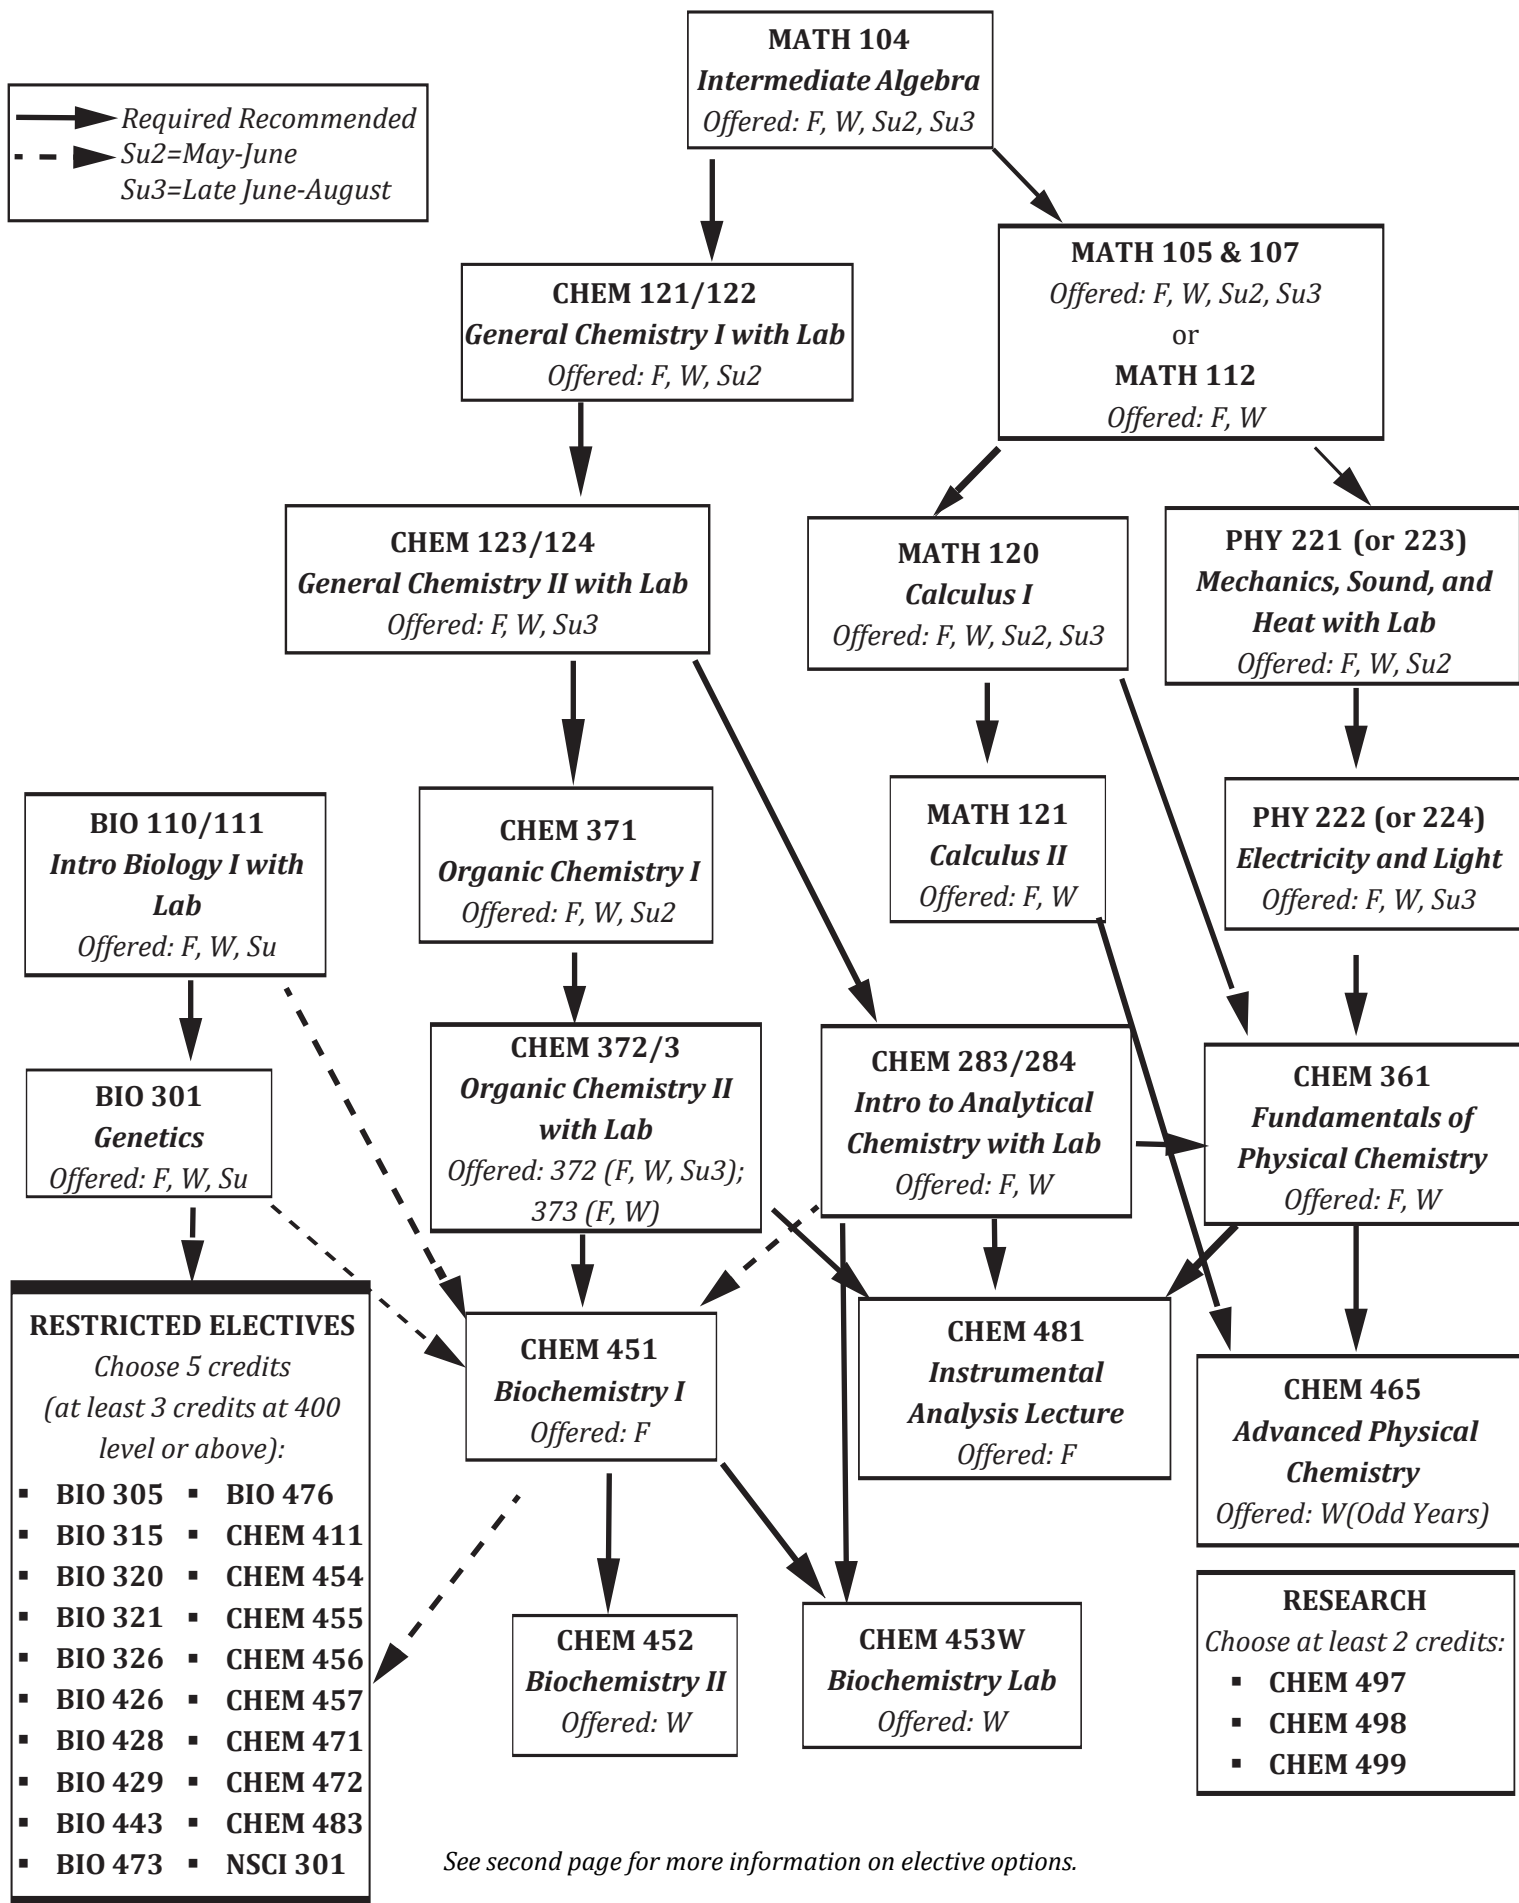 MATH 104
Intermediate Algebra
Offered: F, W, Su2, Su3
Required Recommended
Su2=May-June
Su3=Late June-August
MATH 105 & 107
Offered: F, W, Su2, Su3
or
MATH 112
Offered: F, W
CHEM 121/122
General Chemistry I with Lab
Offered: F, W, Su2
CHEM 123/124
General Chemistry II with Lab
Offered: F, W, Su3
MATH 120
Calculus I
Offered: F, W, Su2, Su3
PHY 221 (or 223)
Mechanics, Sound, and
Heat with Lab
Offered: F, W, Su2
BIO 110/111
Intro Biology I with
Lab
Offered: F, W, Su
CHEM 371
Organic Chemistry I
Offered: F, W, Su2
MATH 121
Calculus II
Offered: F, W
PHY 222 (or 224)
Electricity and Light
Offered: F, W, Su3
BIO 301
Genetics
Offered: F, W, Su
CHEM 372/3
Organic Chemistry II
with Lab
Offered: 372 (F, W, Su3);
373 (F, W)
CHEM 283/284
Intro to Analytical
Chemistry with Lab
Offered: F, W
CHEM 361
Fundamentals of
Physical Chemistry
Offered: F, W
RESTRICTED ELECTIVES
Choose 5 credits
(at least 3 credits at 400
level or above):
▪ BIO 305 ▪ BIO 476
▪ BIO 315 ▪ CHEM 411
▪ BIO 320 ▪ CHEM 454
▪ BIO 321 ▪ CHEM 455
▪ BIO 326 ▪ CHEM 456
▪ BIO 426 ▪ CHEM 457
▪ BIO 428 ▪ CHEM 471
▪ BIO 429 ▪ CHEM 472
▪ BIO 443 ▪ CHEM 483
▪ BIO 473 ▪ NSCI 301
CHEM 451
Biochemistry I
Offered: F
CHEM 481
Instrumental
Analysis Lecture
Offered: F
CHEM 465
Advanced Physical
Chemistry
Offered: W(Odd Years)
CHEM 452
Biochemistry II
Offered: W
CHEM 453W
Biochemistry Lab
Offered: W
RESEARCH
Choose at least 2 credits:
▪ CHEM 497
▪ CHEM 498
▪ CHEM 499
See second page for more information on elective options.